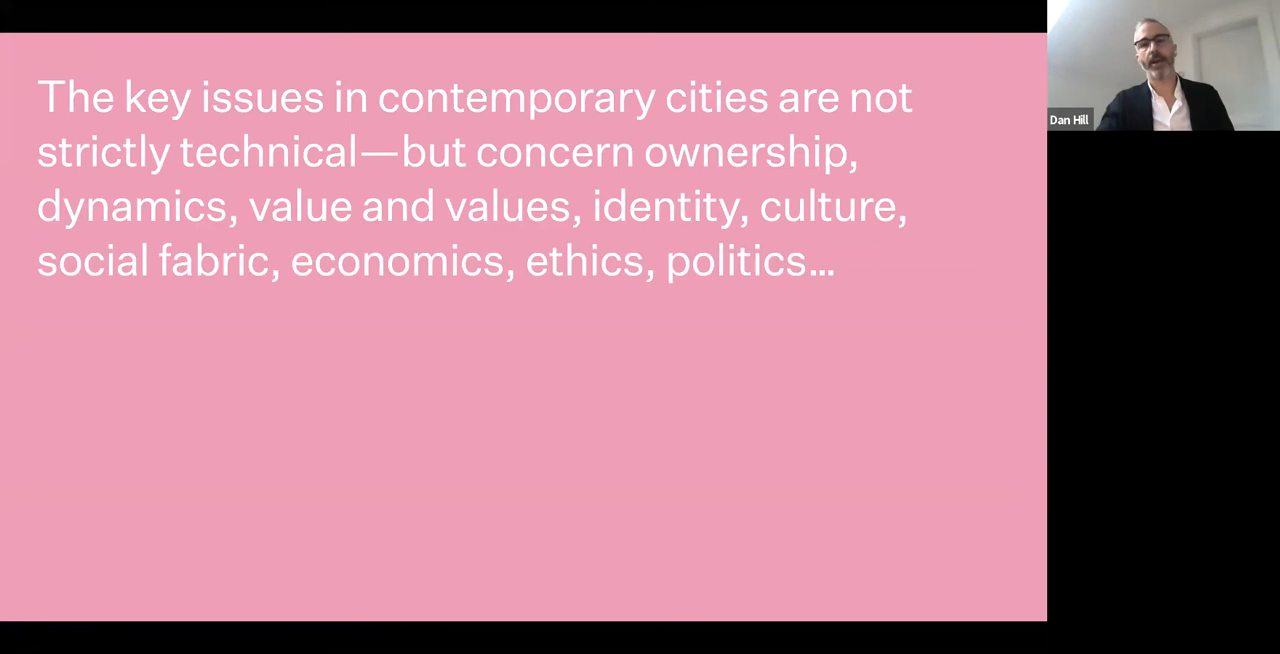 The key issues in contemporary cities are not
strictly technical—but concern ownership,
dynamics, value and values, identity, culture,
social fabric, economics, ethics, politics...
Dan Hill